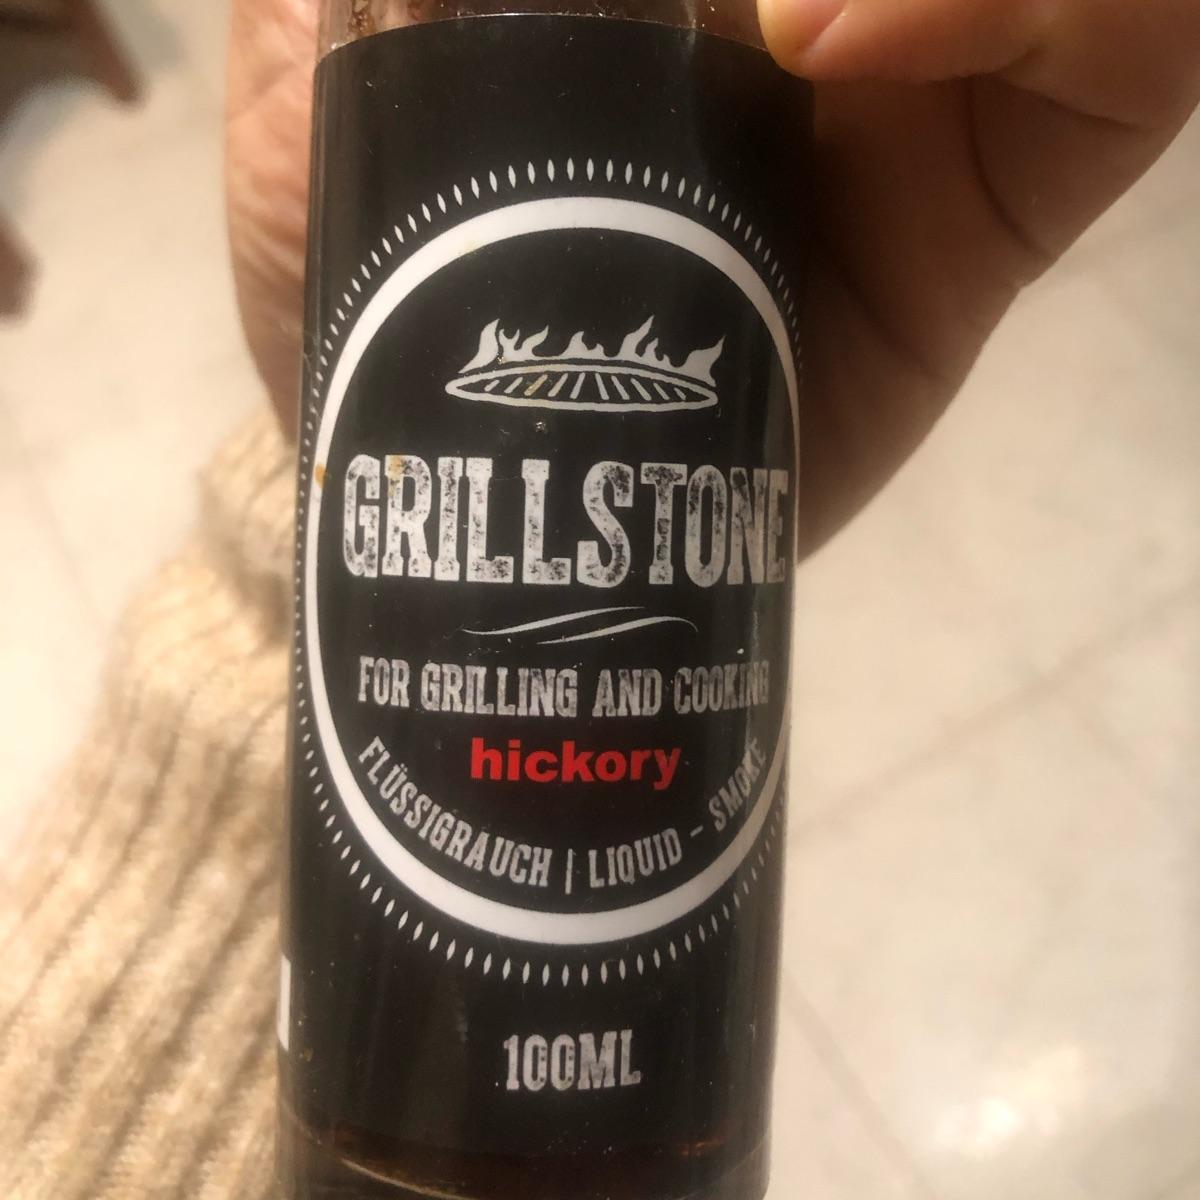 GRILLSTONE
FOR GRILLING AND COOKING
hickory
FLÜSSIGRAUCH | LIQUID - SMOKE
100ML